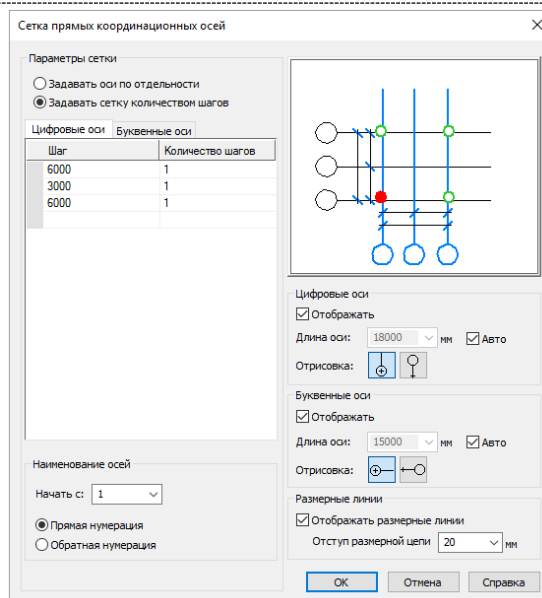 Сетка прямых координационных осей
Параметры сетки
Задавать оси по отдельности
Задавать сетку количеством шагов
Цифровые оси Буквенные оси
Шаг Количество шагов
6000 1
3000 1
6000 1
Наименование осей
Начать с: 1
Прямая нумерация
Обратная нумерация
Цифровые оси
Отображать
Длина оси: 18000 мм Авто
Отрисовка:
Буквенные оси
Отображать
Длина оси: 15000 мм Авто
Отрисовка:
Размерные линии
Отображать размерные линии
Отступ размерной цепи 20 мм
ОК Отмена Справка